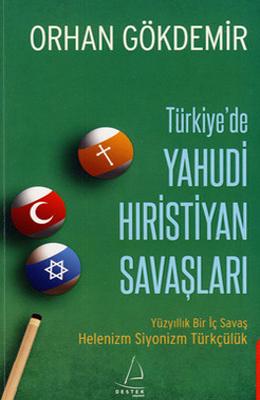 ORHAN GÖKDEMİR
Türkiye'de
YAHUDİ
HIRİSTİYAN
SAVAŞLARI
Yüzyıllık Bir İç Savaş
Helenizm Siyonizm Türkçülük
DESTEK